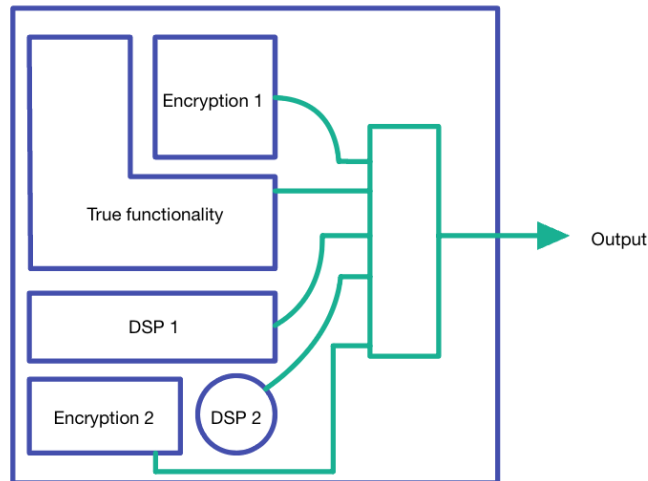 Encryption 1
True functionality
Output
DSP 1
Encryption 2
DSP 2